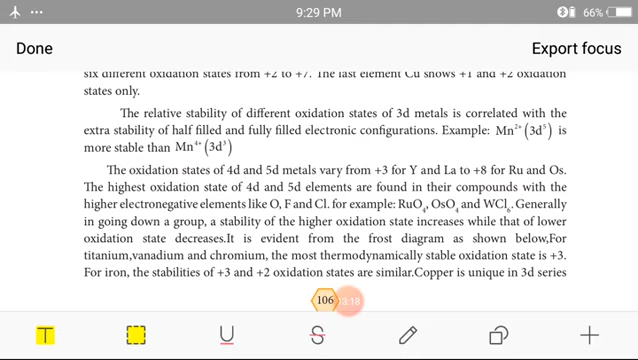 9:29 PM
66%
Done
Export focus
six different oxidation states from +2 to +7. The last element Cu shows +1 and +2 oxidation
states only.
The relative stability of different oxidation states of 3d metals is correlated with the
extra stability of half filled and fully filled electronic configurations. Example: Mn²⁺(3d⁵) is
more stable than Mn⁴⁺(3d³)
The oxidation states of 4d and 5d metals vary from +3 for Y and La to +8 for Ru and Os.
The highest oxidation state of 4d and 5d elements are found in their compounds with the
higher electronegative elements like O, F and Cl. for example: RuO₄, OsO₄ and WCl₆. Generally
in going down a group, a stability of the higher oxidation state increases while that of lower
oxidation state decreases.It is evident from the frost diagram as shown below,For
titanium,vanadium and chromium, the most thermodynamically stable oxidation state is +3.
For iron, the stabilities of +3 and +2 oxidation states are similar.Copper is unique in 3d series
106
T
U
S